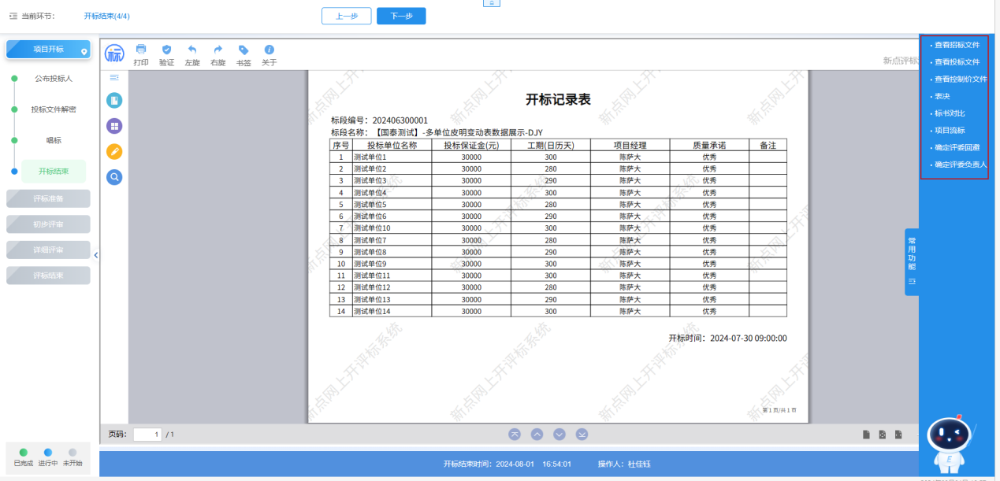 当前环节： 开标结束(4/4) 上一步 下一步
项目开标
公布投标人
投标文件解密
唱标
开标结束
评标准备
初步评审
详细评审
评标结束
已完成 进行中 未开始
标
打印 验证 左旋 右旋 书签 关于
新点评标
开标记录表
标段编号：202406300001
标段名称：【国泰测试】-多单位皮明变动表数据展示-DJY
序号 投标单位名称 投标保证金(元) 工期(日历天) 项目经理 质量承诺 备注
1 测试单位1 30000 300 陈萨大 优秀
2 测试单位2 30000 280 陈萨大 优秀
3 测试单位3 30000 290 陈萨大 优秀
4 测试单位4 30000 300 陈萨大 优秀
5 测试单位5 30000 280 陈萨大 优秀
6 测试单位6 30000 290 陈萨大 优秀
7 测试单位10 30000 300 陈萨大 优秀
8 测试单位7 30000 280 陈萨大 优秀
9 测试单位8 30000 290 陈萨大 优秀
10 测试单位9 30000 300 陈萨大 优秀
11 测试单位11 30000 300 陈萨大 优秀
12 测试单位12 30000 280 陈萨大 优秀
13 测试单位13 30000 290 陈萨大 优秀
14 测试单位14 30000 300 陈萨大 优秀
开标时间：2024-07-30 09:00:00
新点网上开评标系统
第1页/共1页
页码： 1 / 1
开标结束时间：2024-08-01 16:54:01 操作人：杜佳钰
·查看招标文件
·查看投标文件
·查看控制价文件
·表决
·标书对比
·项目流标
·确定评委回避
·确定评委负责人
常用功能
E